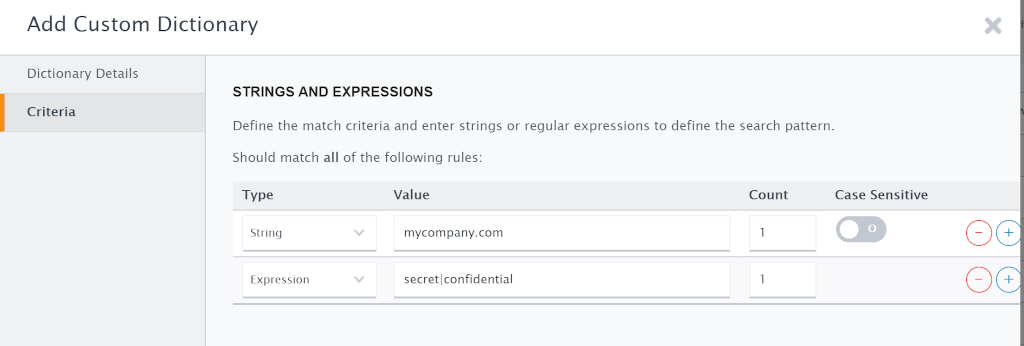 Add Custom Dictionary
Dictionary Details
Criteria
STRINGS AND EXPRESSIONS
Define the match criteria and enter strings or regular expressions to define the search pattern.
Should match all of the following rules:
Type Value Count Case Sensitive
String mycompany.com 1
Expression secret|confidential 1